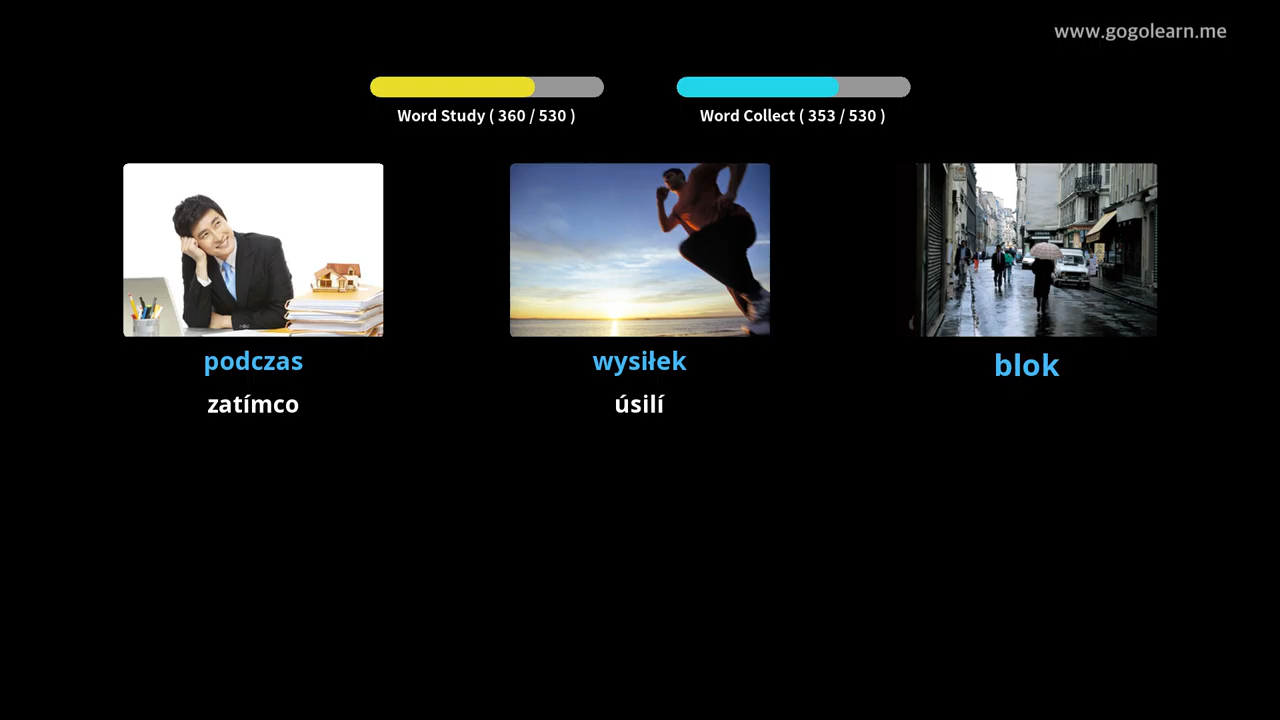 www.gogolearn.me
Word Study ( 360 / 530 )
Word Collect ( 353 / 530 )
podczas
wysiłek
blok
zatímco
úsilí